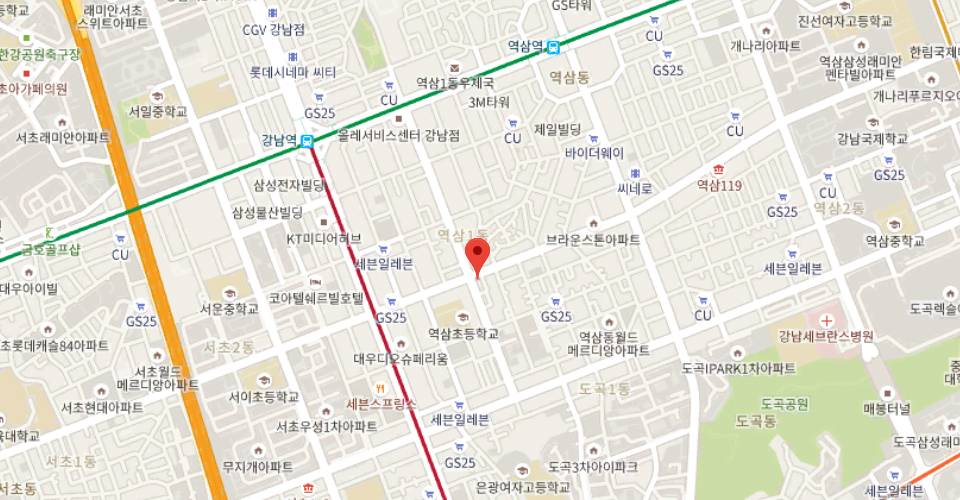 등학교
래미안서초
스위트아파트
CGV 강남점
GS타워
CU
진선여자고등학교
개나리아파트
한강공원축구장
역삼역
한림국제
초아가페의원
롯데시네마 씨티
역삼1동우체국
역삼동
GS25
역삼삼성래미안
펜타빌아파트
서일중학교
GS25
CU
3M타워
개나리푸르지오
서초래미안아파트
강남역
올레서비스센터 강남점
CU
제일빌딩
CU
강남국제학교
바이더웨이
GS25
삼성전자빌딩
씨네로
역삼119
CU
삼성물산빌딩
GS25
역삼2동
KT미디어허브
역삼1동
브라운스톤아파트
역삼중학교
금호골프샵
CU
세븐일레븐
세븐일레븐
대우아이빌
코아텔쉐르빌호텔
서운중학교
도곡렉슬아
GS25
GS25
GS25
CU
역삼초등학교
역삼동월드
메르디앙아파트
강남세브란스병원
초롯데캐슬84아파트
서초2동
대우디오슈페리움
도곡IPARK1차아파트
중
대학
서초월드
메르디앙아파트
서이초등학교
도곡1동
서초현대아파트
세븐스프링스
도곡공원
매봉터널
세븐일레븐
도곡동
육대학교
서초우성1차아파트
도곡삼성래미
서초1동
무지개아파트
GS25
도곡3차아이파크
서초동
은광여자고등학교
세븐일레븐